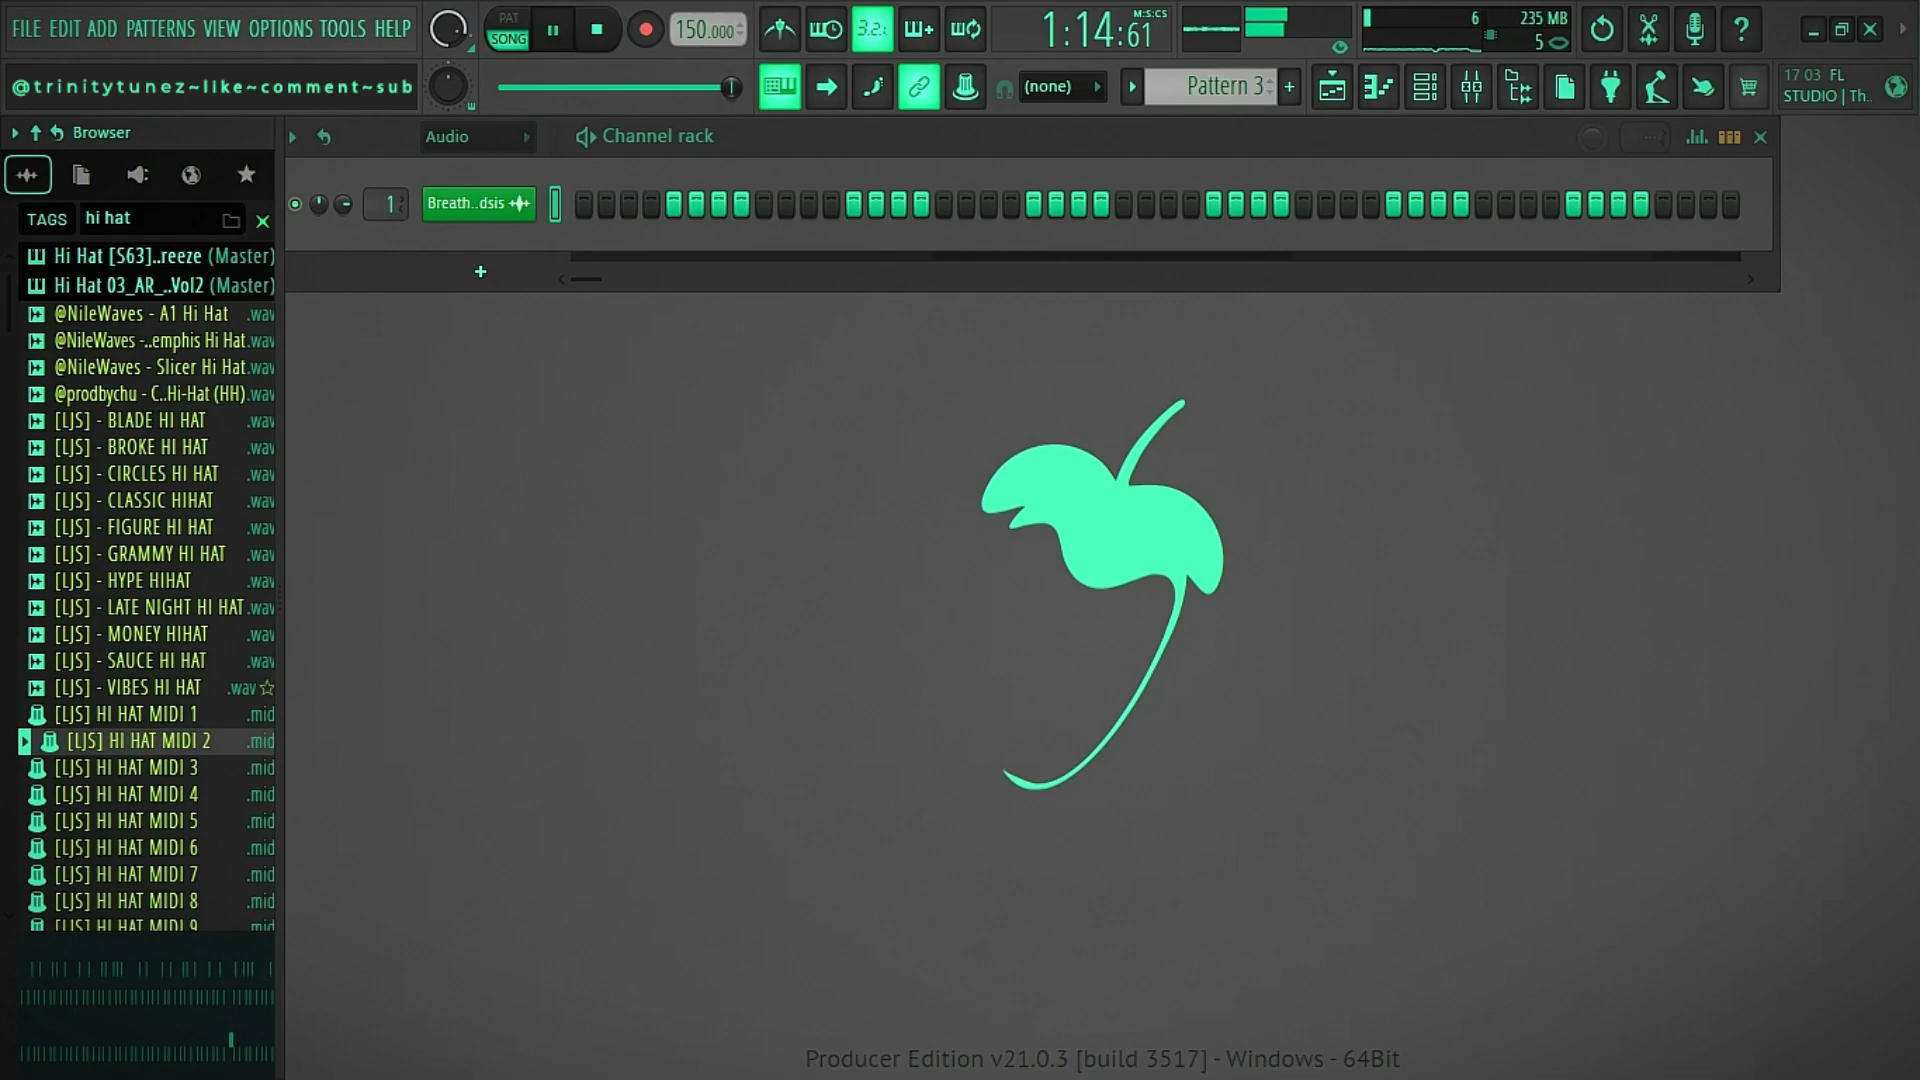 FILE EDIT ADD PATTERNS VIEW OPTIONS TOOLS HELP
PAT
SONG
150.000
3.2.:
1:14:61
M:S:CS
6
235 MB
5
@trinitytunez~like~comment~sub
(none)
Pattern 3
17 03 FL
STUDIO | Th..
Browser
Audio
Channel rack
1
Breath..dsis
TAGS
hi hat
Hi Hat [S63]..reeze (Master)
Hi Hat 03_AR_..Vol2 (Master)
@NileWaves - A1 Hi Hat .wav
@NileWaves -..emphis Hi Hat.wav
@NileWaves - Slicer Hi Hat.wav
@prodbychu - C..Hi-Hat (HH).wav
[LJS] - BLADE HI HAT .wav
[LJS] - BROKE HI HAT .wav
[LJS] - CIRCLES HI HAT .wav
[LJS] - CLASSIC HIHAT .wav
[LJS] - FIGURE HI HAT .wav
[LJS] - GRAMMY HI HAT .wav
[LJS] - HYPE HIHAT .wav
[LJS] - LATE NIGHT HI HAT.wav
[LJS] - MONEY HIHAT .wav
[LJS] - SAUCE HI HAT .wav
[LJS] - VIBES HI HAT .wav
[LJS] HI HAT MIDI 1 .mid
[LJS] HI HAT MIDI 2 .mid
[LJS] HI HAT MIDI 3 .mid
[LJS] HI HAT MIDI 4 .mid
[LJS] HI HAT MIDI 5 .mid
[LJS] HI HAT MIDI 6 .mid
[LJS] HI HAT MIDI 7 .mid
[LJS] HI HAT MIDI 8 .mid
[LJS] HI HAT MIDI 9 .mid
Producer Edition v21.0.3 [build 3517] - Windows - 64Bit